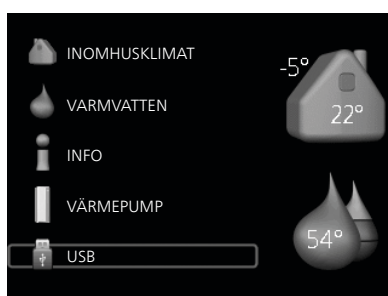 INOMHUSKLIMAT
-5°
22°
VARMVATTEN
INFO
VÄRMEPUMP
54°
USB